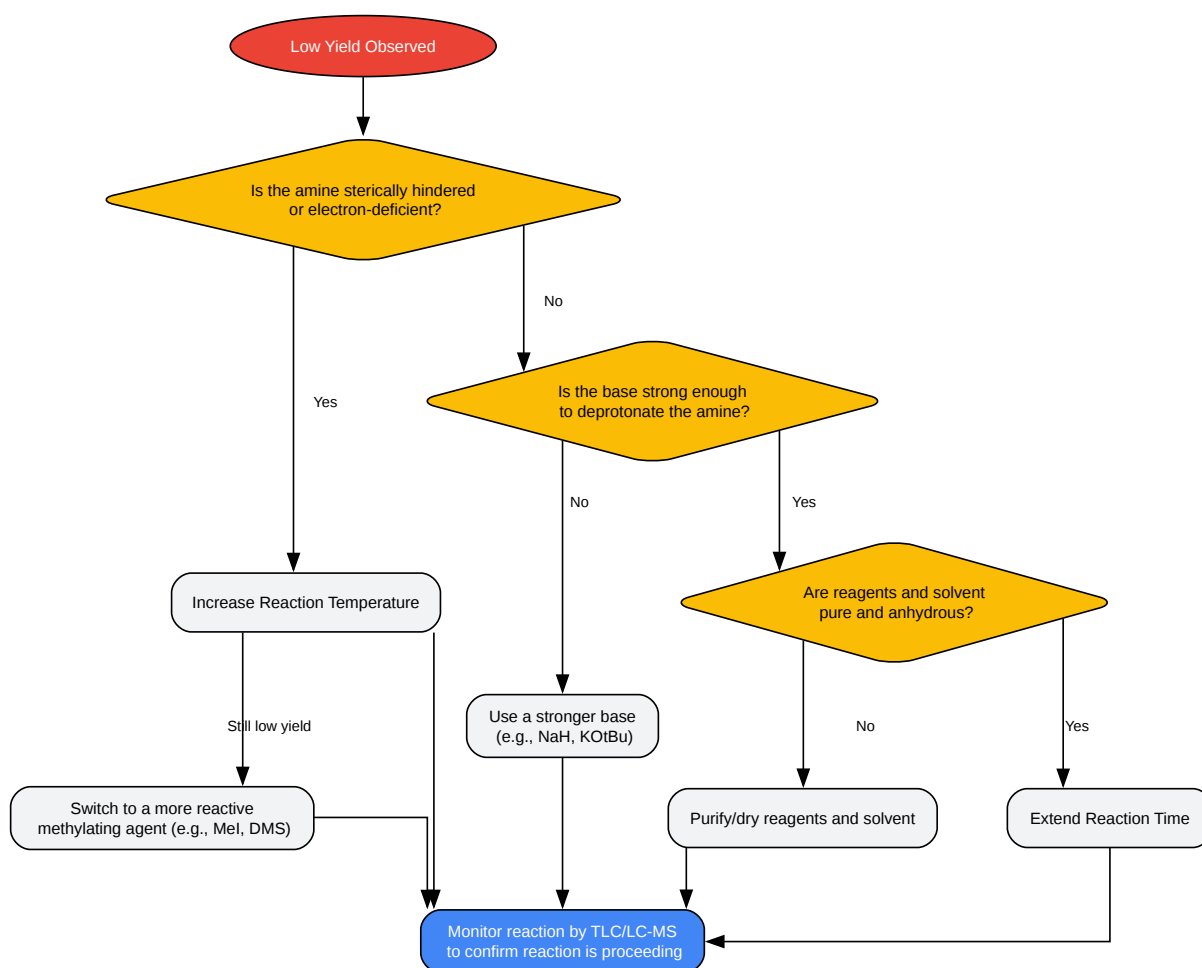 Low Yield Observed
Is the amine sterically hindered
or electron-deficient?
No
Yes
Is the base strong enough
to deprotonate the amine?
No
Yes
Increase Reaction Temperature
Are reagents and solvent
pure and anhydrous?
Still low yield
Use a stronger base
(e.g., NaH, KOtBu)
No
Yes
Switch to a more reactive
methylating agent (e.g., MeI, DMS)
Purify/dry reagents and solvent
Extend Reaction Time
Monitor reaction by TLC/LC-MS
to confirm reaction is proceeding